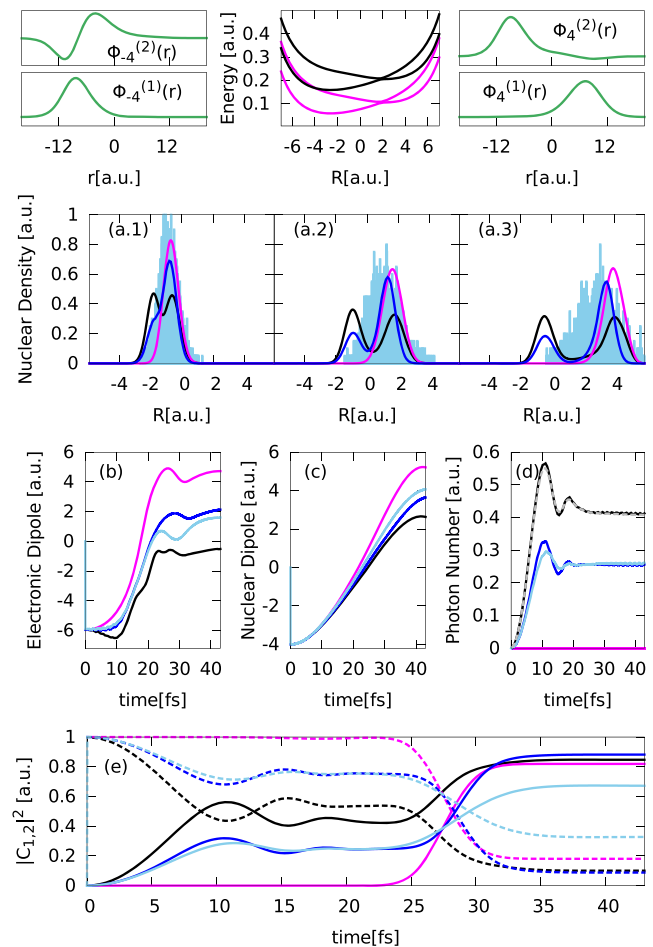 Φ-4(2)(r)
Φ-4(1)(r)
-12 0 12
r[a.u.]
Energy [a.u.]
0.4
0.3
0.2
0.1
-6 -4 -2 0 2 4 6
R[a.u.]
Φ4(2)(r)
Φ4(1)(r)
-12 0 12
r[a.u.]
Nuclear Density [a.u.]
1
0.8
0.6
0.4
0.2
0
(a.1) (a.2) (a.3)
-4 -2 0 2 4
-4 -2 0 2 4
-4 -2 0 2 4
R[a.u.] R[a.u.] R[a.u.]
Electronic Dipole [a.u.]
6
4
2
0
-2
-4
-6
(b)
0 10 20 30 40
time[fs]
Nuclear Dipole [a.u.]
6
4
2
0
-2
-4
(c)
0 10 20 30 40
time[fs]
Photon Number [a.u.]
0.6
0.5
0.4
0.3
0.2
0.1
0
(d)
0 10 20 30 40
time[fs]
|C1,2|2 [a.u.]
1
0.8
0.6
0.4
0.2
0
(e)
0 5 10 15 20 25 30 35 40
time[fs]